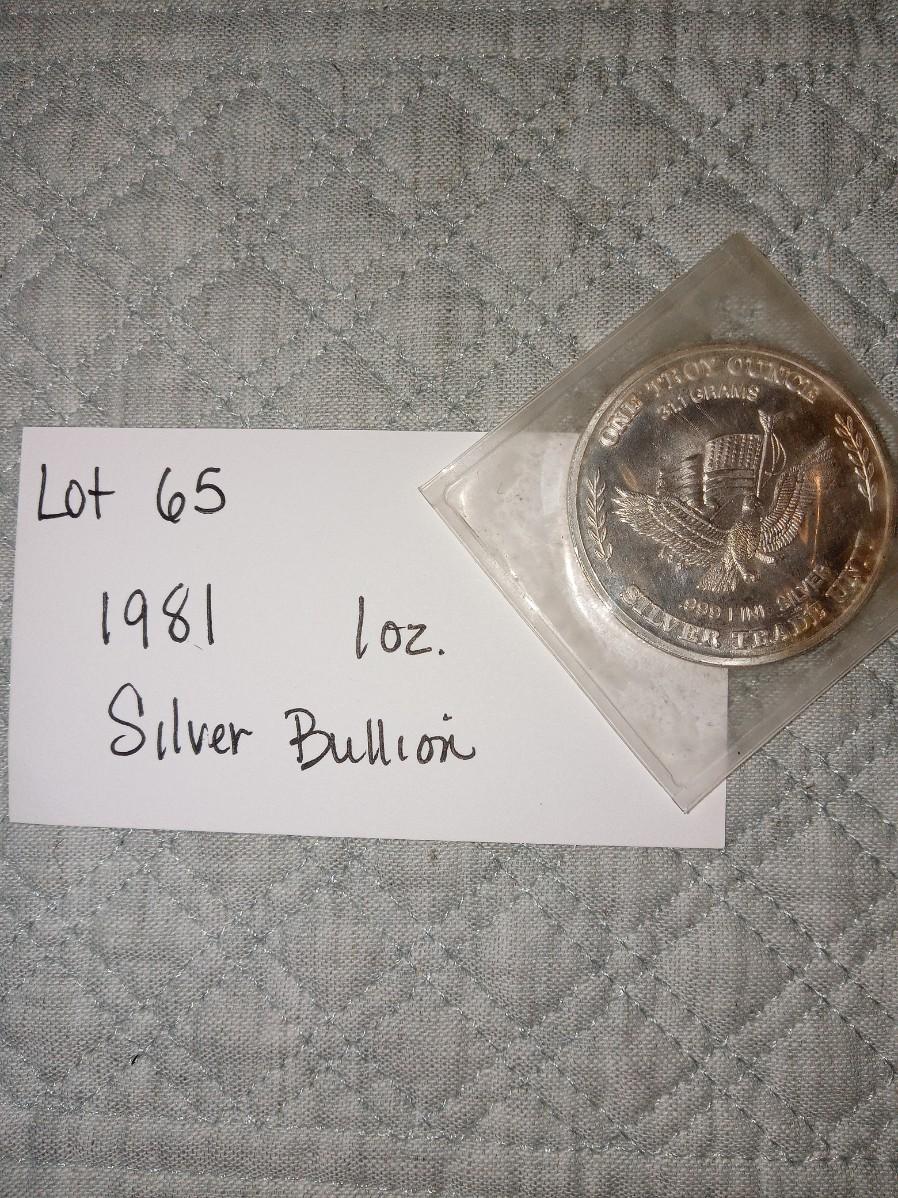 Lot 65
1981 1oz.
Silver Bullion
ONE TROY OUNCE
31.1 GRAMS
.999 FINE SILVER
SILVER TRADE UNIT